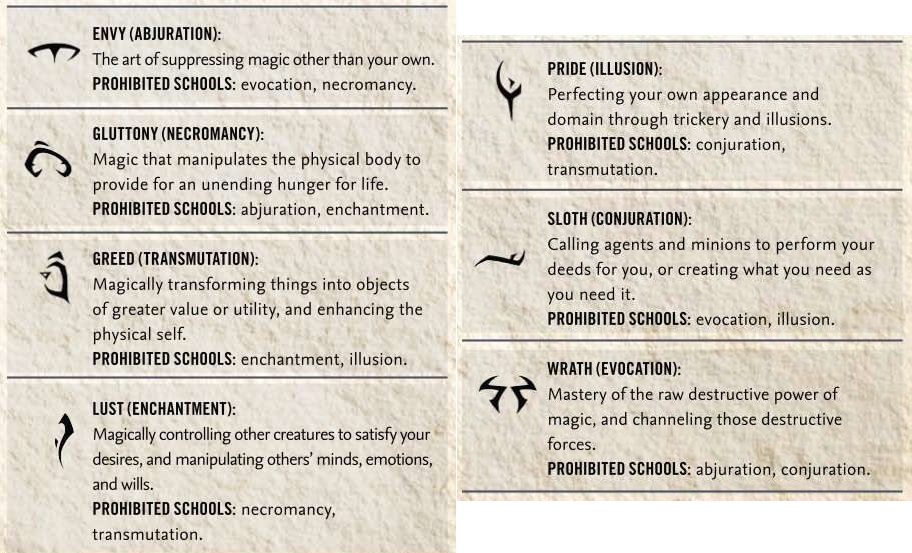 ENVY (ABJURATION):
The art of suppressing magic other than your own.
PROHIBITED SCHOOLS: evocation, necromancy.
GLUTTONY (NECROMANCY):
Magic that manipulates the physical body to
provide for an unending hunger for life.
PROHIBITED SCHOOLS: abjuration, enchantment.
GREED (TRANSMUTATION):
Magically transforming things into objects
of greater value or utility, and enhancing the
physical self.
PROHIBITED SCHOOLS: enchantment, illusion.
LUST (ENCHANTMENT):
Magically controlling other creatures to satisfy your
desires, and manipulating others’ minds, emotions,
and wills.
PROHIBITED SCHOOLS: necromancy,
transmutation.
PRIDE (ILLUSION):
Perfecting your own appearance and
domain through trickery and illusions.
PROHIBITED SCHOOLS: conjuration,
transmutation.
SLOTH (CONJURATION):
Calling agents and minions to perform your
deeds for you, or creating what you need as
you need it.
PROHIBITED SCHOOLS: evocation, illusion.
WRATH (EVOCATION):
Mastery of the raw destructive power of
magic, and channeling those destructive
forces.
PROHIBITED SCHOOLS: abjuration, conjuration.